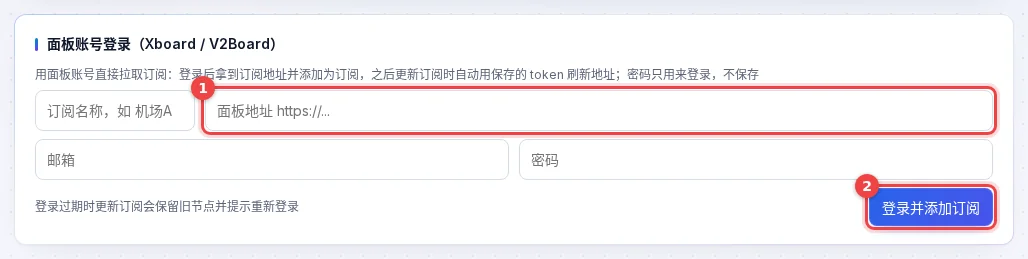 面板账号登录（Xboard / V2Board）
用面板账号直接拉取订阅：登录后拿到订阅地址并添加为订阅，之后更新订阅时自动用保存的 token 刷新地址；密码只用来登录，不保存
1
订阅名称，如 机场A
面板地址 https://...
邮箱
密码
2
登录过期时更新订阅会保留旧节点并提示重新登录
登录并添加订阅